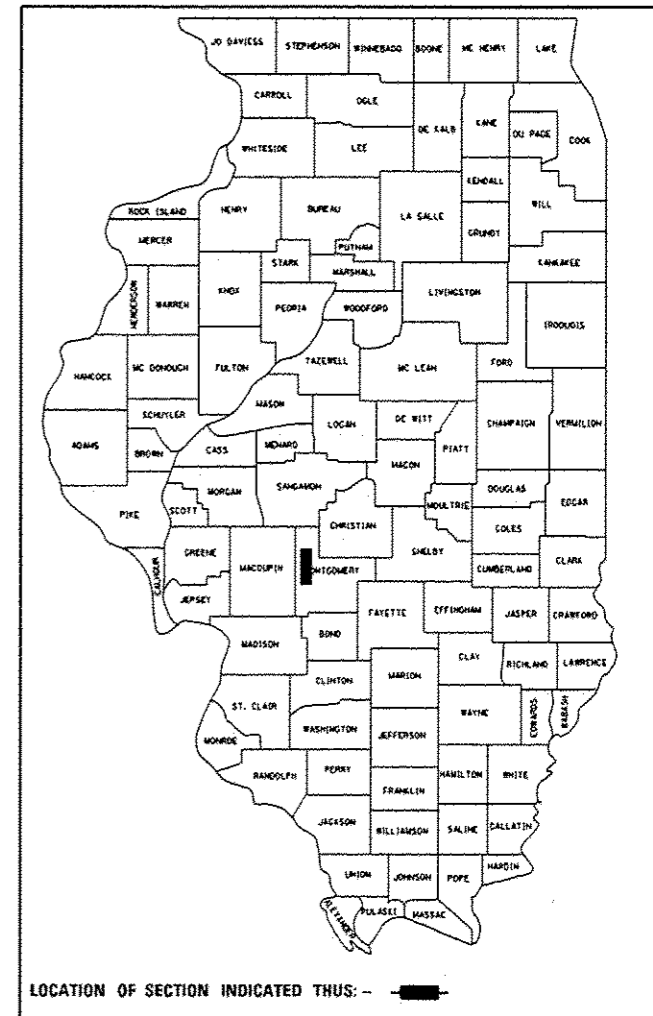 JO DAVIESS STEPHENSON WINNEBAGO BOONE MC HENRY LAKE
CARROLL OGLE DE KALB KANE DU PAGE COOK
WHITESIDE LEE
KENDALL WILL
ROCK ISLAND HENRY BUREAU LA SALLE GRUNDY
MERCER PUTNAM KANKAKEE
HENDERSON WARREN KNOX STARK MARSHALL LIVINGSTON
PEORIA WOODFORD IROQUOIS
HANCOCK MC DONOUGH FULTON TAZEWELL MC LEAN FORD
SCHUYLER MASON LOGAN DE WITT CHAMPAIGN VERMILION
ADAMS BROWN CASS MENARD MACON PIATT
PIKE SCOTT MORGAN SANGAMON CHRISTIAN MOULTRIE DOUGLAS EDGAR
COLES
CALHOUN GREENE MACOUPIN ONTGOMERY SHELBY CUMBERLAND CLARK
JERSEY FAYETTE EFFINGHAM JASPER CRAWFORD
MADISON BOND
CLAY RICHLAND LAWRENCE
CLINTON MARION
ST. CLAIR WAYNE EDWARDS WABASH
MONROE WASHINGTON JEFFERSON
RANDOLPH PERRY HAMILTON WHITE
FRANKLIN
JACKSON WILLIAMSON SALINE GALLATIN
UNION JOHNSON POPE HARDIN
ALEXANDER PULASKI MASSAC
LOCATION OF SECTION INDICATED THUS: -